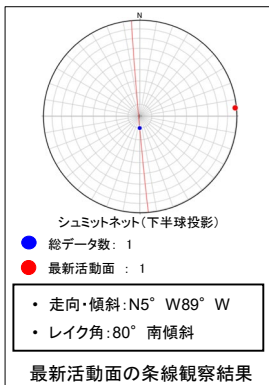 N
シュミットネット(下半球投影)
総データ数: 1
最新活動面 : 1
• 走向・傾斜:N5° W89° W
• レイク角:80° 南傾斜
最新活動面の条線観察結果